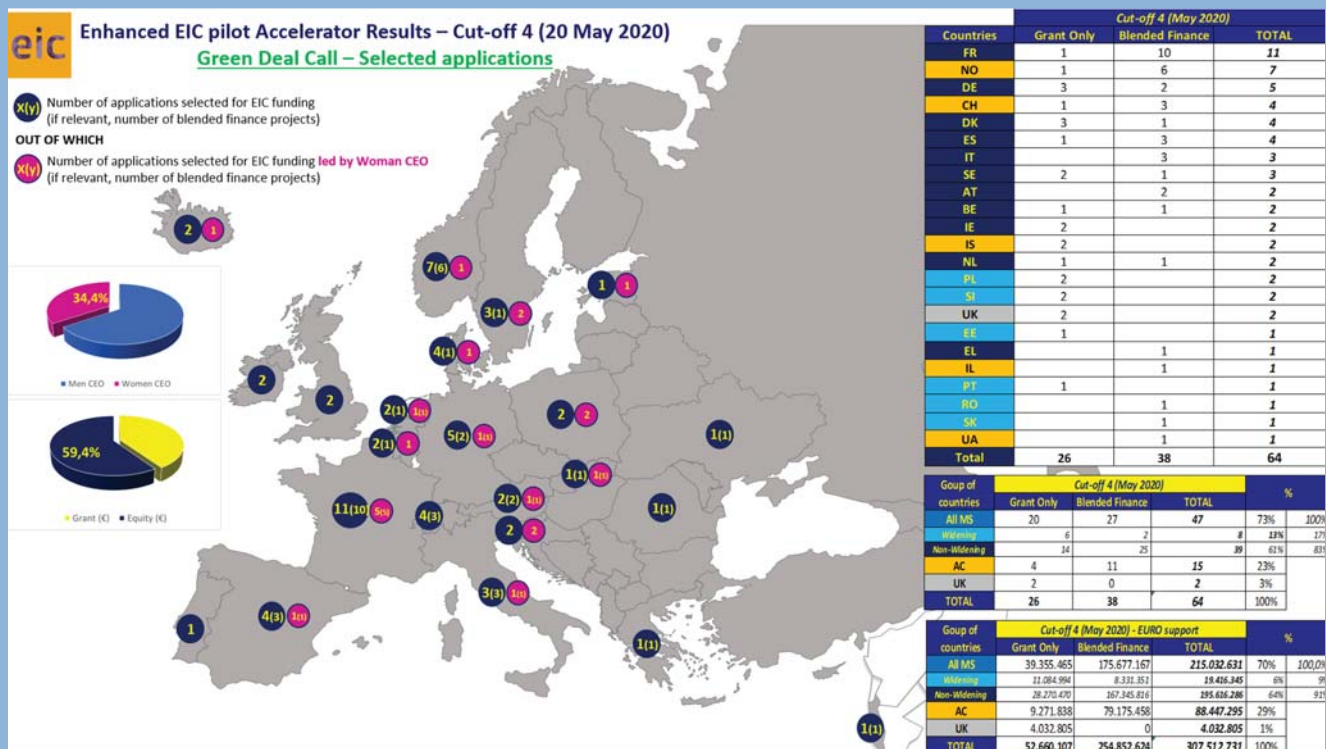 eic
Enhanced EIC pilot Accelerator Results – Cut-off 4 (20 May 2020)
Green Deal Call – Selected applications
X(y) Number of applications selected for EIC funding
(if relevant, number of blended finance projects)
OUT OF WHICH
X(y) Number of applications selected for EIC funding led by Woman CEO
(if relevant, number of blended finance projects)
2 1
7(6) 1
1 1
3(1) 2
34,4%
4(1) 1
Men CEO Women CEO
2
2
2(1) 1(1)
2 2
5(2) 1(1)
1(1)
2(1) 1
59,4%
1(1) 1(1)
2(2) 1(1)
11(10) 5(5)
4(3)
1(1)
Grant (€) Equity (€)
2 2
3(3) 1(1)
4(3) 1(1)
1
1(1)
1(1)
Cut-off 4 (May 2020)
Countries Grant Only Blended Finance TOTAL
FR 1 10 11
NO 1 6 7
DE 3 2 5
CH 1 3 4
DK 3 1 4
ES 1 3 4
IT 3 3
SE 2 1 3
AT 2 2
BE 1 1 2
IE 2 2
IS 2 2
NL 1 1 2
PL 2 2
SI 2 2
UK 2 2
EE 1 1
EL 1 1
IL 1 1
PT 1 1
RO 1 1
SK 1 1
UA 1 1
Total 26 38 64
Goup of countries Cut-off 4 (May 2020) %
Grant Only Blended Finance TOTAL
All MS 20 27 47 73% 100%
Widening 6 2 8 13% 17%
Non-Widening 14 25 39 61% 83%
AC 4 11 15 23%
UK 2 0 2 3%
TOTAL 26 38 64 100%
Goup of countries Cut-off 4 (May 2020) - EURO support %
Grant Only Blended Finance TOTAL
All MS 39.355.465 175.677.167 215.032.631 70% 100,0%
Widening 11.084.994 8.331.351 19.416.345 6% 9%
Non-Widening 28.270.470 167.345.816 195.616.286 64% 91%
AC 9.271.838 79.175.458 88.447.295 29%
UK 4.032.805 0 4.032.805 1%
TOTAL 52.660.107 254.852.624 307.512.731 100%